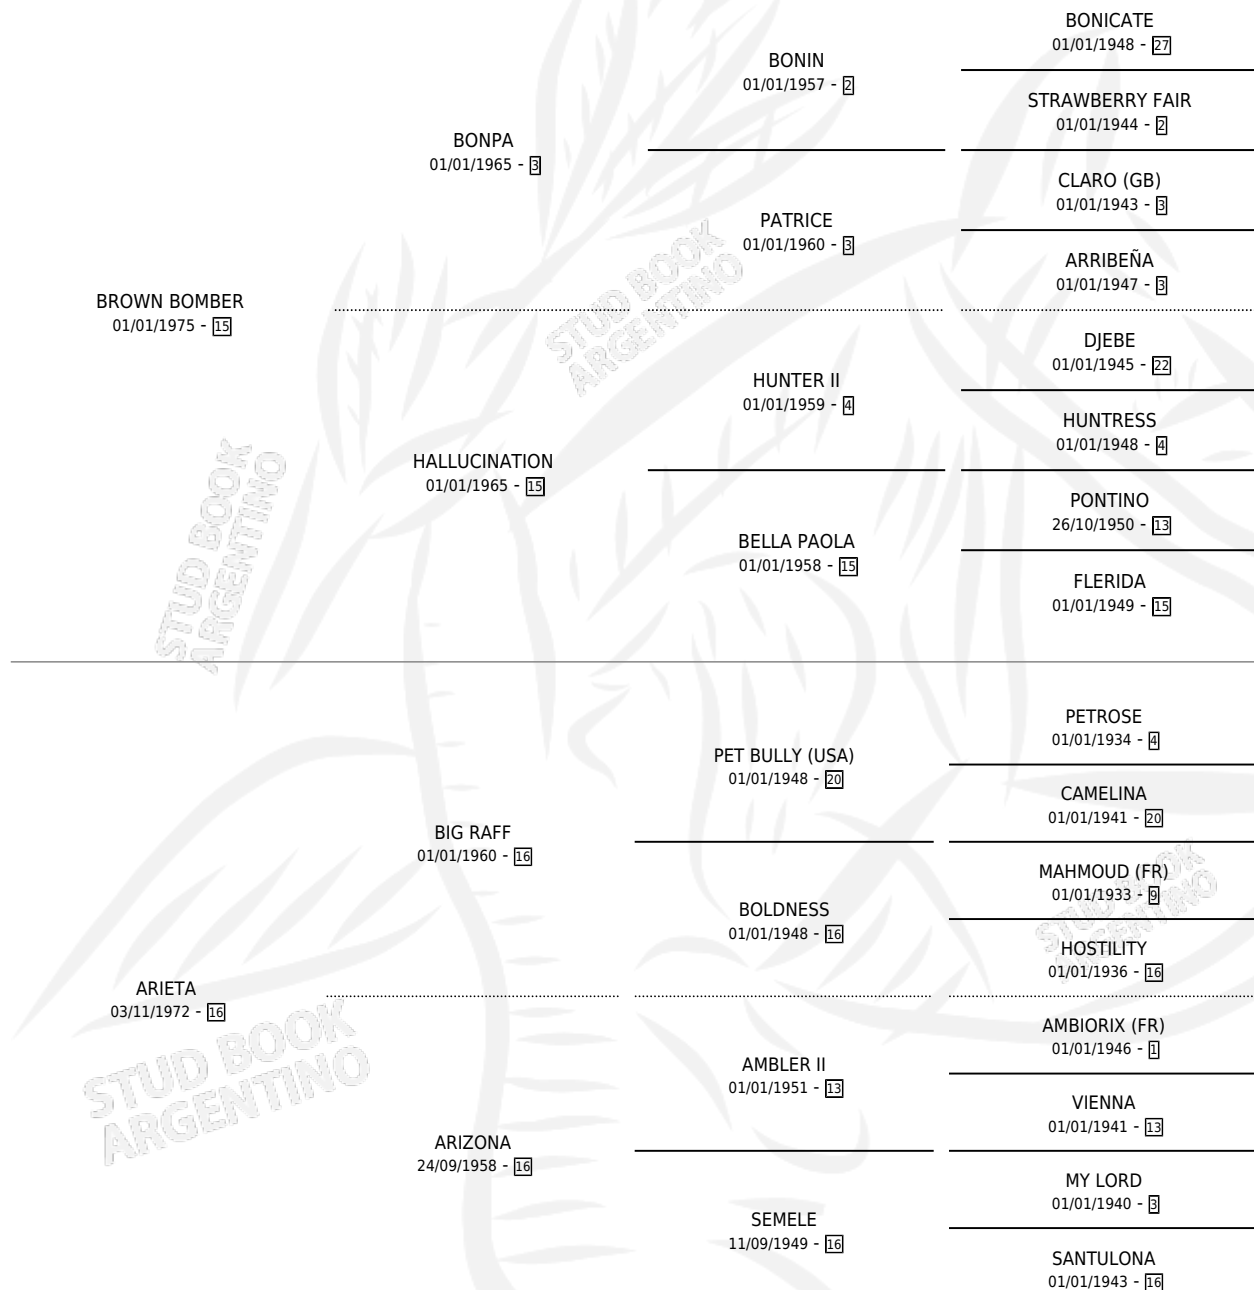 BONICATE
01/01/1948 - 27
BONIN
01/01/1957 - 2
STRAWBERRY FAIR
01/01/1944 - 2
BONPA
01/01/1965 - 3
CLARO (GB)
01/01/1943 - 3
PATRICE
01/01/1960 - 3
ARRIBEÑA
01/01/1947 - 3
BROWN BOMBER
01/01/1975 - 15
STUD BOOK
ARGENTINO
DJEBE
01/01/1945 - 22
HUNTER II
01/01/1959 - 4
HUNTRESS
01/01/1948 - 4
HALLUCINATION
01/01/1965 - 15
PONTINO
26/10/1950 - 13
BELLA PAOLA
01/01/1958 - 15
FLERIDA
01/01/1949 - 15
STUD BOOK
ARGENTINO
PETROSE
01/01/1934 - 4
PET BULLY (USA)
01/01/1948 - 20
CAMELINA
01/01/1941 - 20
BIG RAFF
01/01/1960 - 16
MAHMOUD (FR)
01/01/1933 - 9
BOLDNESS
01/01/1948 - 16
STUD BOOK
ARGENTINO
HOSTILITY
01/01/1936 - 16
ARIETA
03/11/1972 - 16
AMBIORIX (FR)
01/01/1946 - 1
AMBLER II
01/01/1951 - 13
VIENNA
01/01/1941 - 13
STUD BOOK
ARGENTINO
ARIZONA
24/09/1958 - 16
MY LORD
01/01/1940 - 3
SEMELE
11/09/1949 - 16
SANTULONA
01/01/1943 - 16